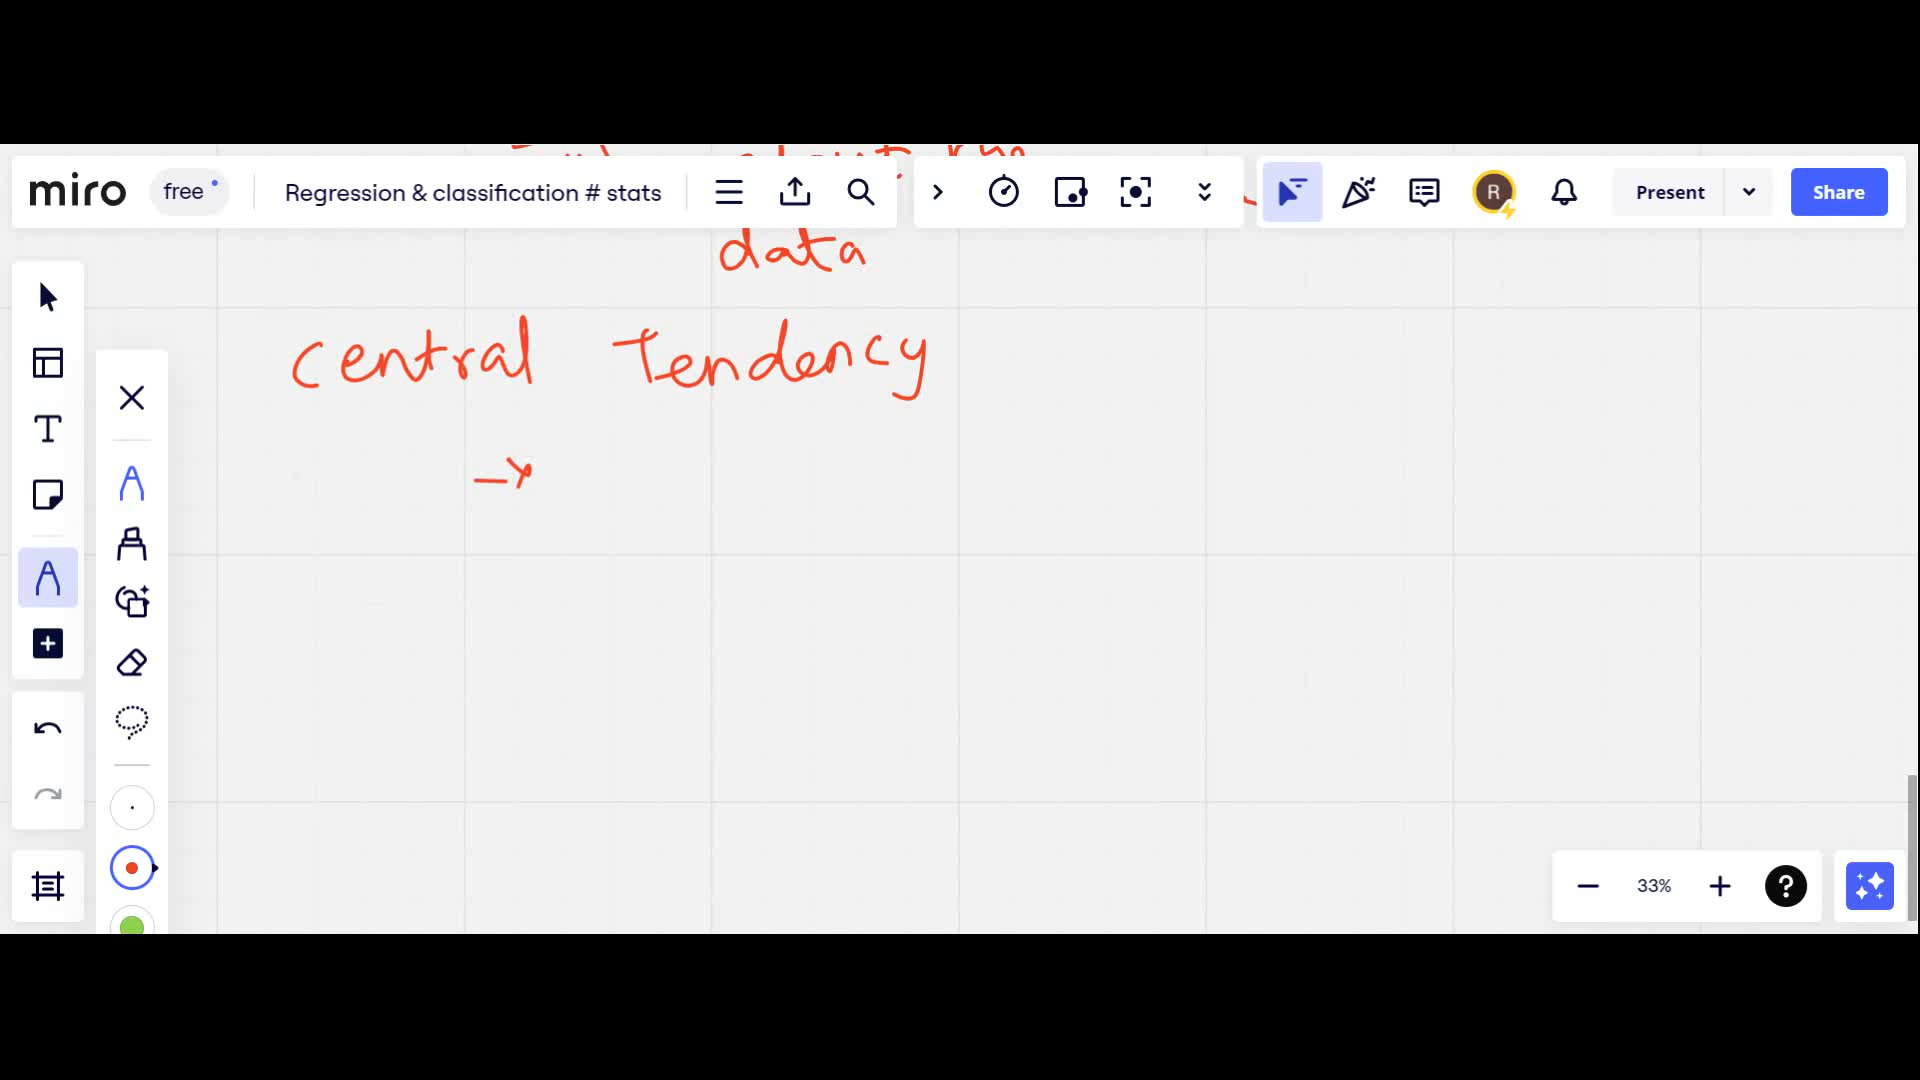 miro free Regression & classification # stats Present Share
data
Central Tendency
→
33%